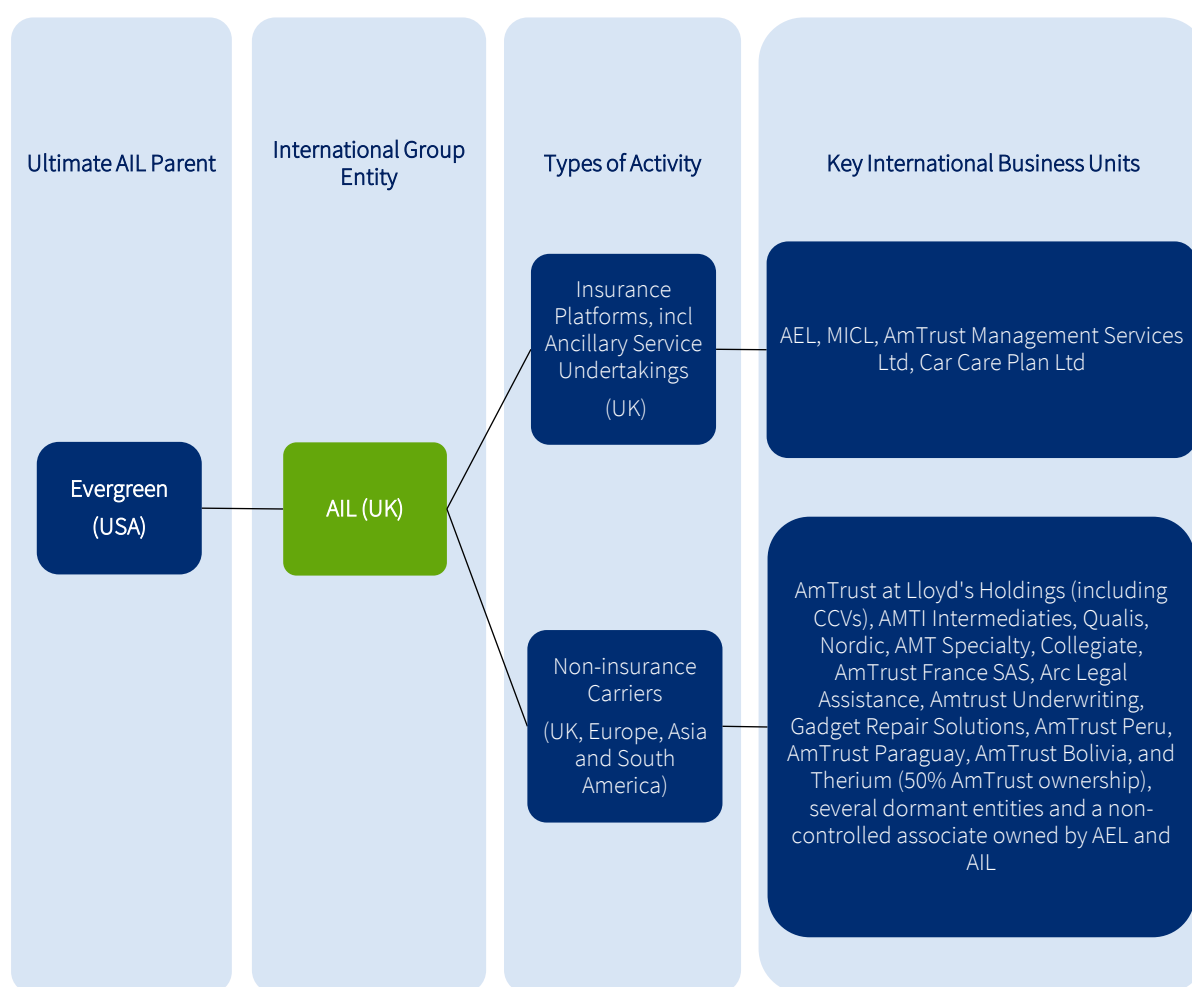 Ultimate AIL Parent
International Group
Entity
Types of Activity
Key International Business Units
Evergreen
(USA)
AIL (UK)
Insurance
Platforms, incl
Ancillary Service
Undertakings
(UK)
AEL, MICL, AmTrust Management Services
Ltd, Car Care Plan Ltd
Non-insurance
Carriers
(UK, Europe, Asia
and South
America)
AmTrust at Lloyd's Holdings (including
CCVs), AMTI Intermediaties, Qualis,
Nordic, AMT Specialty, Collegiate,
AmTrust France SAS, Arc Legal
Assistance, Amtrust Underwriting,
Gadget Repair Solutions, AmTrust Peru,
AmTrust Paraguay, AmTrust Bolivia, and
Therium (50% AmTrust ownership),
several dormant entities and a non-
controlled associate owned by AEL and
AIL